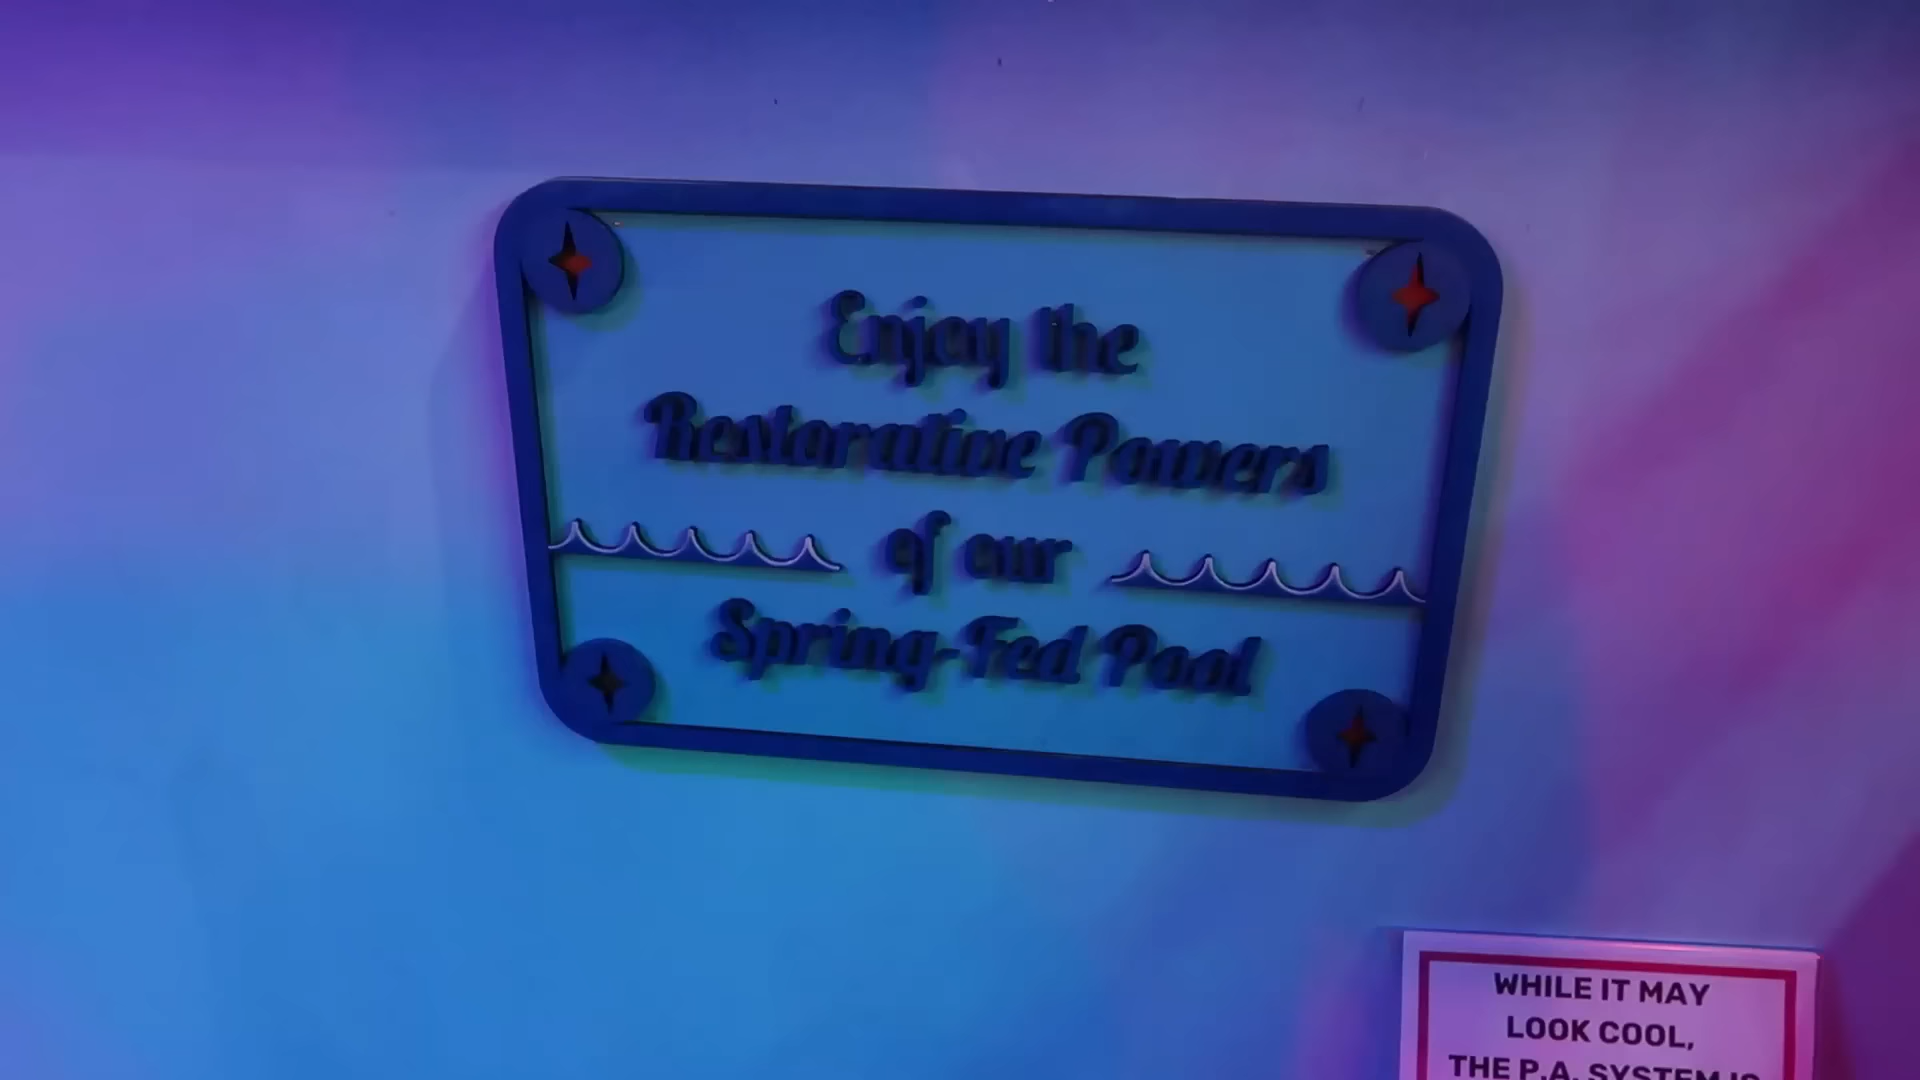 Enjoy the
Restorative Powers
of our
Spring-Fed Pool
WHILE IT MAY
LOOK COOL,
THE P.A. SYSTEM IS